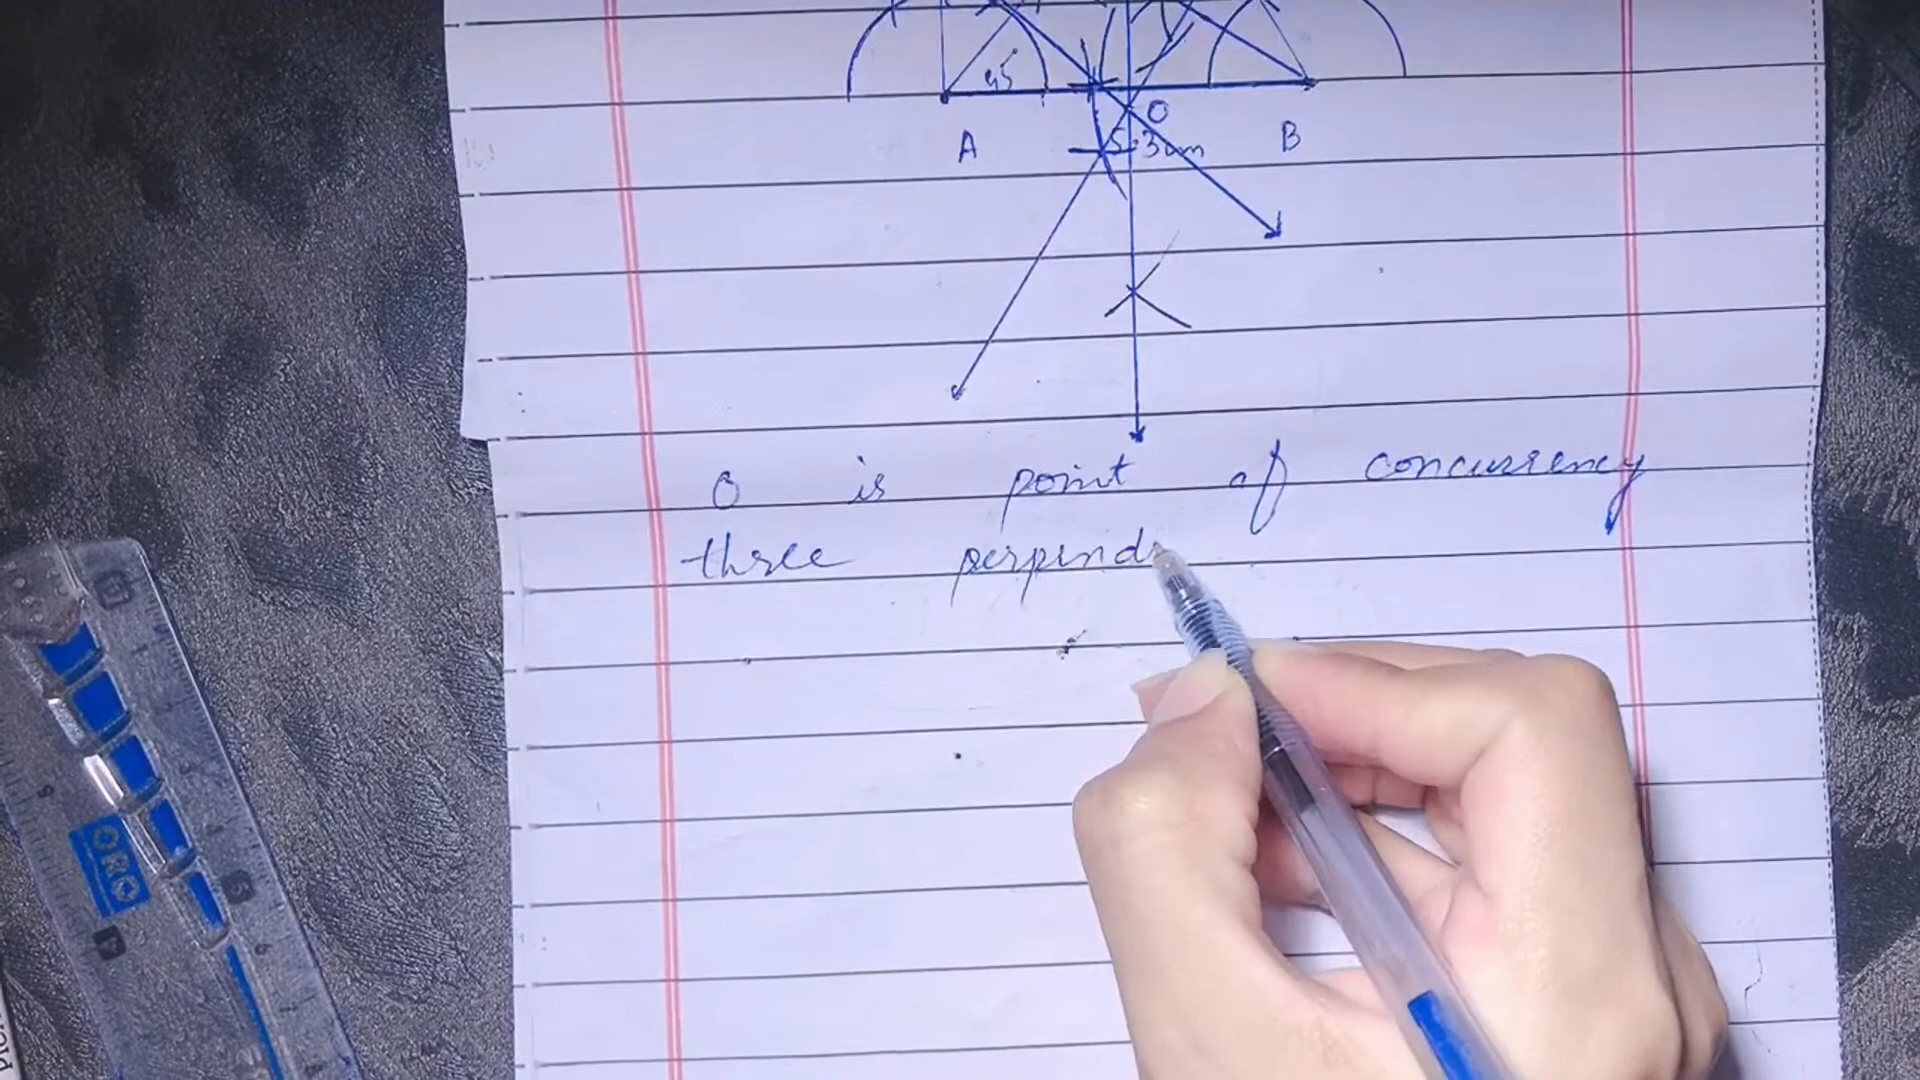 45°
O
A
5.3cm
B
O is point of concurrency
three perpend